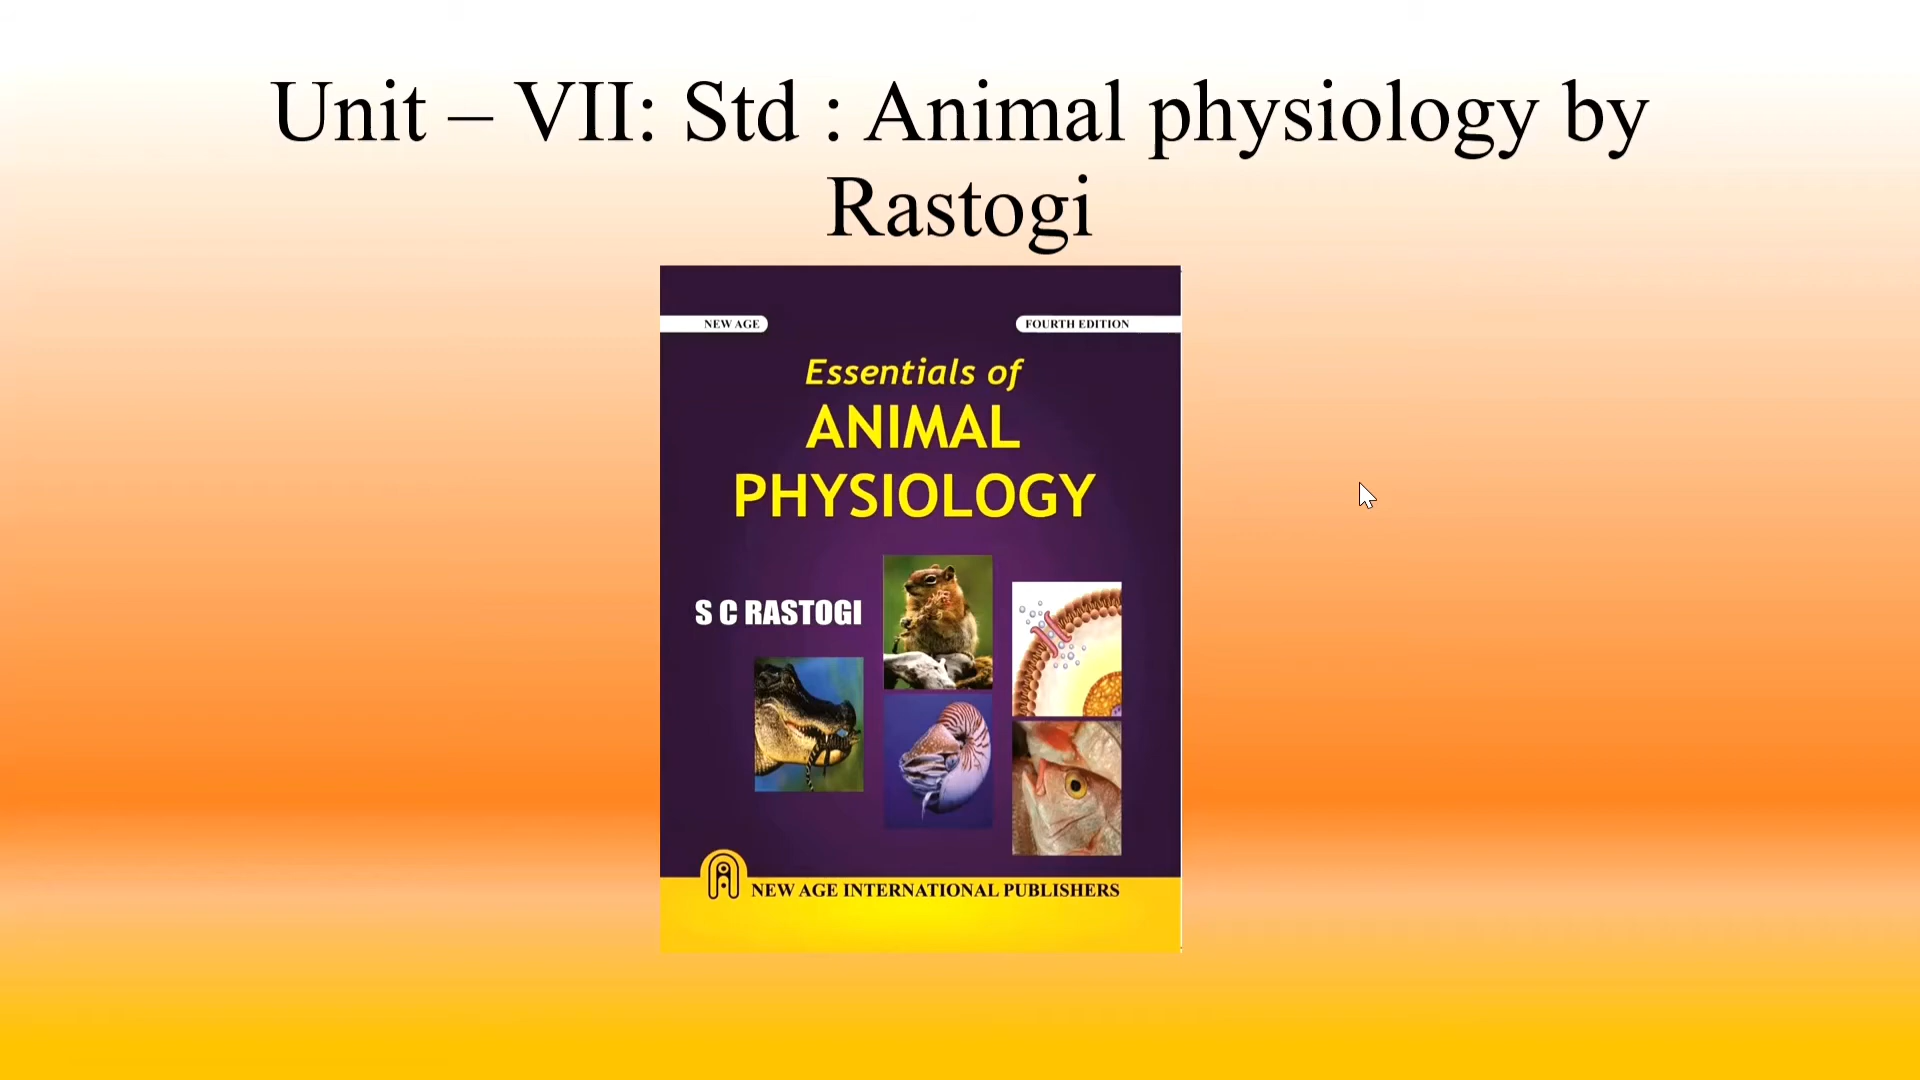 Unit – VII: Std : Animal physiology by
Rastogi
NEW AGE
FOURTH EDITION
Essentials of
ANIMAL
PHYSIOLOGY
S C RASTOGI
NEW AGE INTERNATIONAL PUBLISHERS